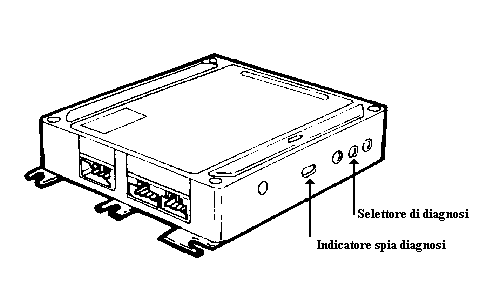 Selettore di diagnosi
Indicatore spia diagnosi